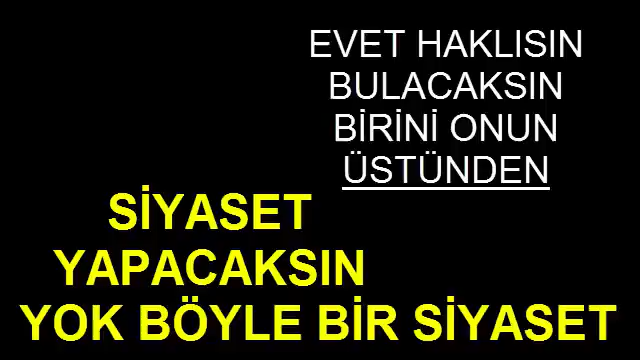 EVET HAKLISIN
BULACAKSIN
BİRİNİ ONUN
ÜSTÜNDEN
SİYASET
YAPACAKSIN
YOK BÖYLE BİR SİYASET